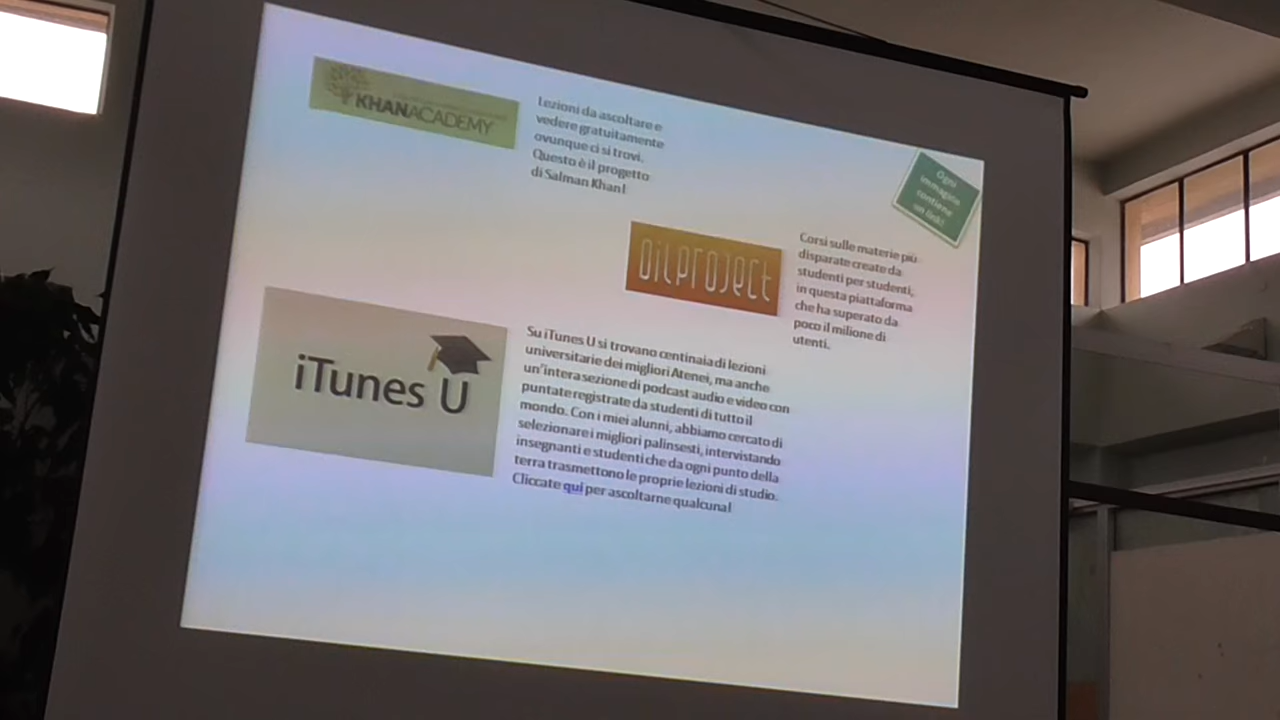 KHANACADEMY
Lezioni da ascoltare e
vedere gratuitamente
ovunque ci si trovi.
Questo è il progetto
di Salman Khan!
Ogni
immagine
contiene
un link!
OilPROJECT
Corsi sulle materie più
disparate create da
studenti per studenti,
in questa piattaforma
che ha superato da
poco il milione di
utenti.
iTunes U
Su iTunes U si trovano centinaia di lezioni
universitarie dei migliori Atenei, ma anche
un'intera sezione di podcast audio e video con
puntate registrate da studenti di tutto il
mondo. Con i miei alunni, abbiamo cercato di
selezionare i migliori palinsesti, intervistando
insegnanti e studenti che da ogni punto della
terra trasmettono le proprie lezioni di studio.
Cliccate qui per ascoltarne qualcuna!